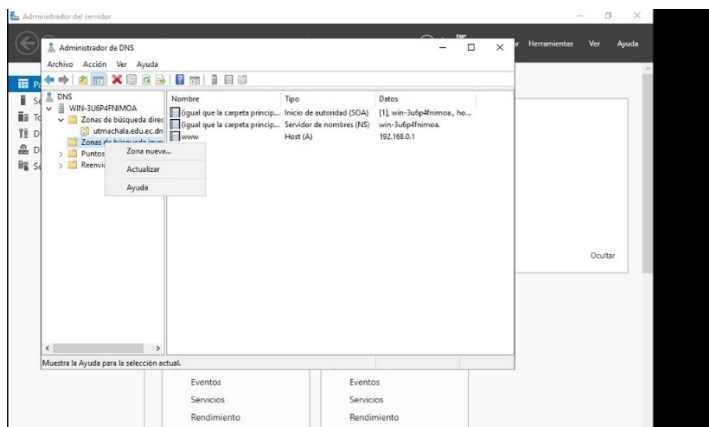 Administrador del servidor
Herramientas Ver Ayuda
Administrador de DNS
Archivo Acción Ver Ayuda
DNS
WIN-3U6P4FNIMOA
Zonas de búsqueda direc
utmachala.edu.ec.dn
Zonas de búsqueda inver
Puntos
Reenvi
Zona nueva...
Actualizar
Ayuda
Nombre Tipo Datos
(igual que la carpeta princip... Inicio de autoridad (SOA) [1], win-3u6p4fnimoa., ho...
(igual que la carpeta princip... Servidor de nombres (NS) win-3u6p4fnimoa.
www Host (A) 192.168.0.1
Ocultar
Muestra la Ayuda para la selección actual.
Eventos Eventos
Servicios Servicios
Rendimiento Rendimiento